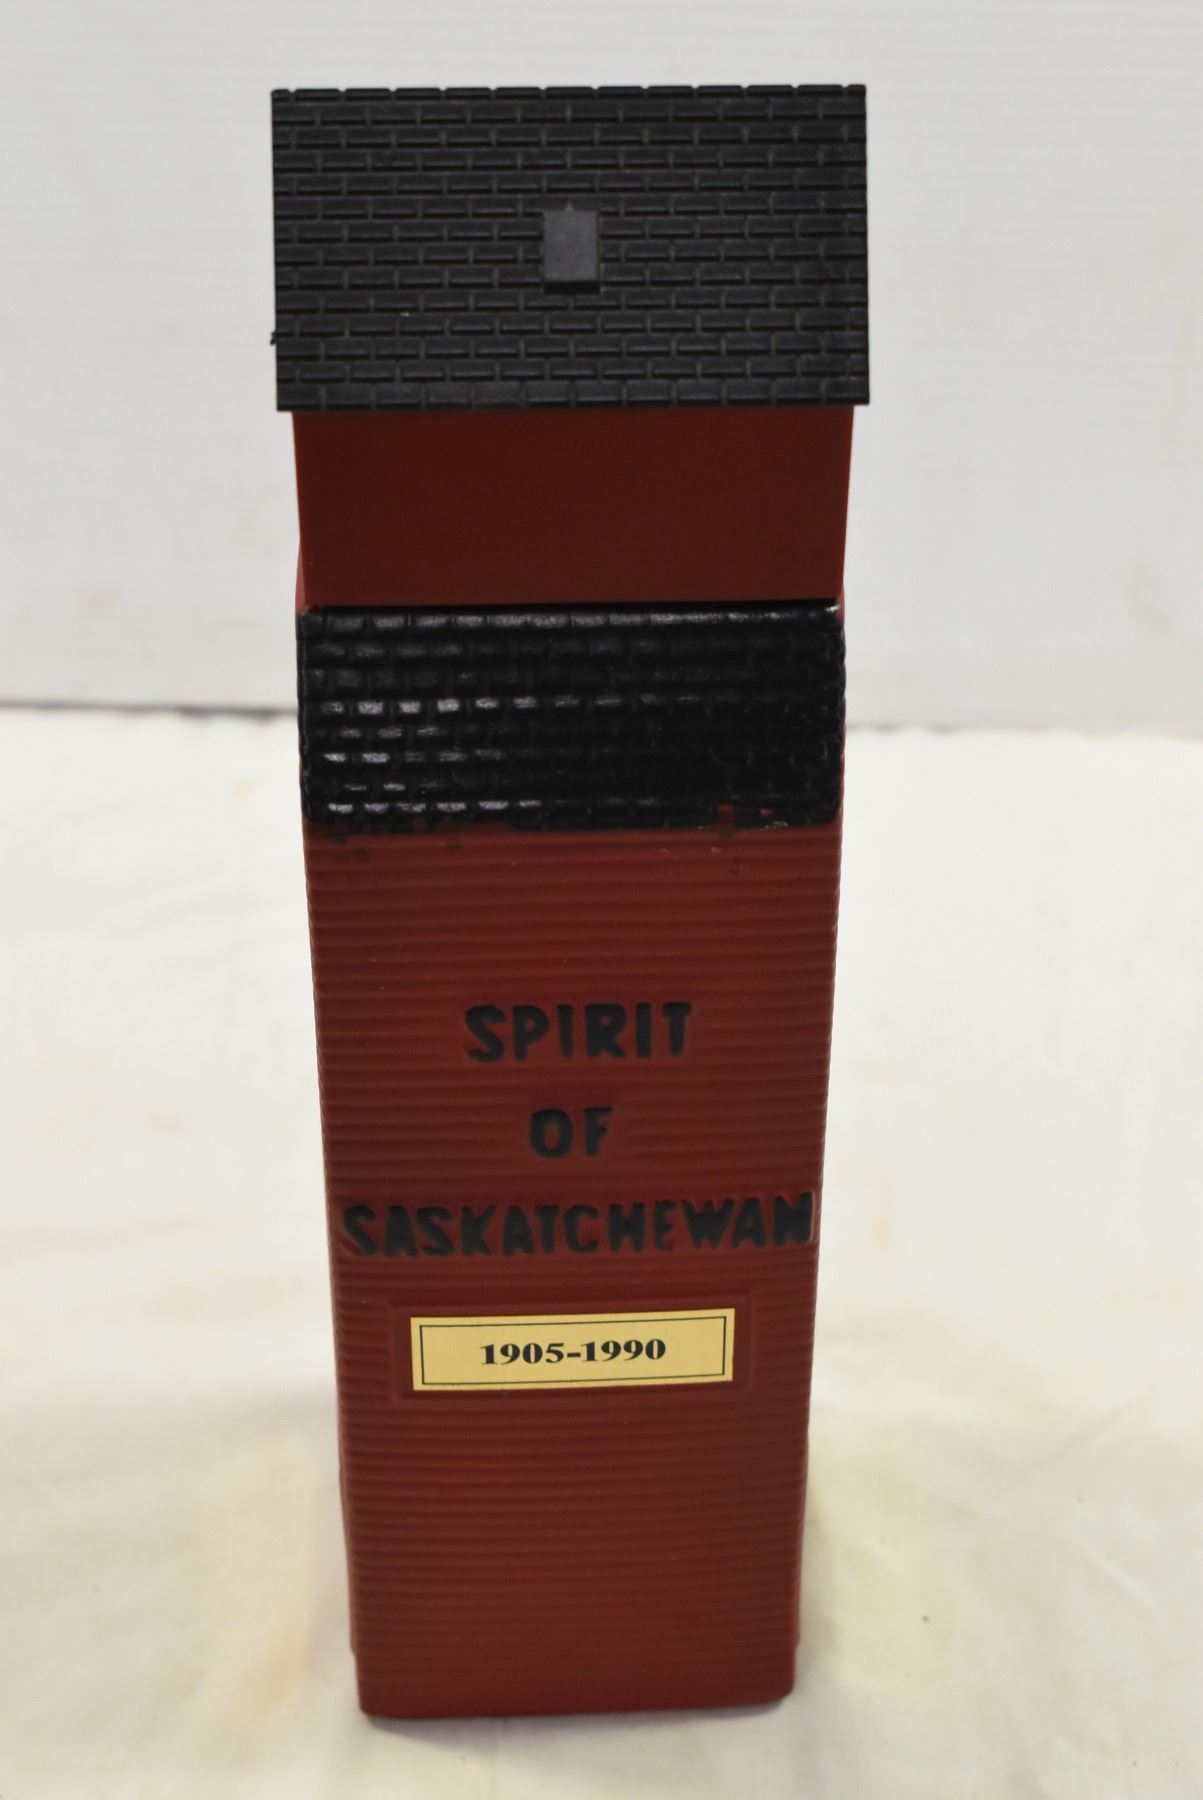 SPIRIT
OF
SASKATCHEWAN
1905-1990